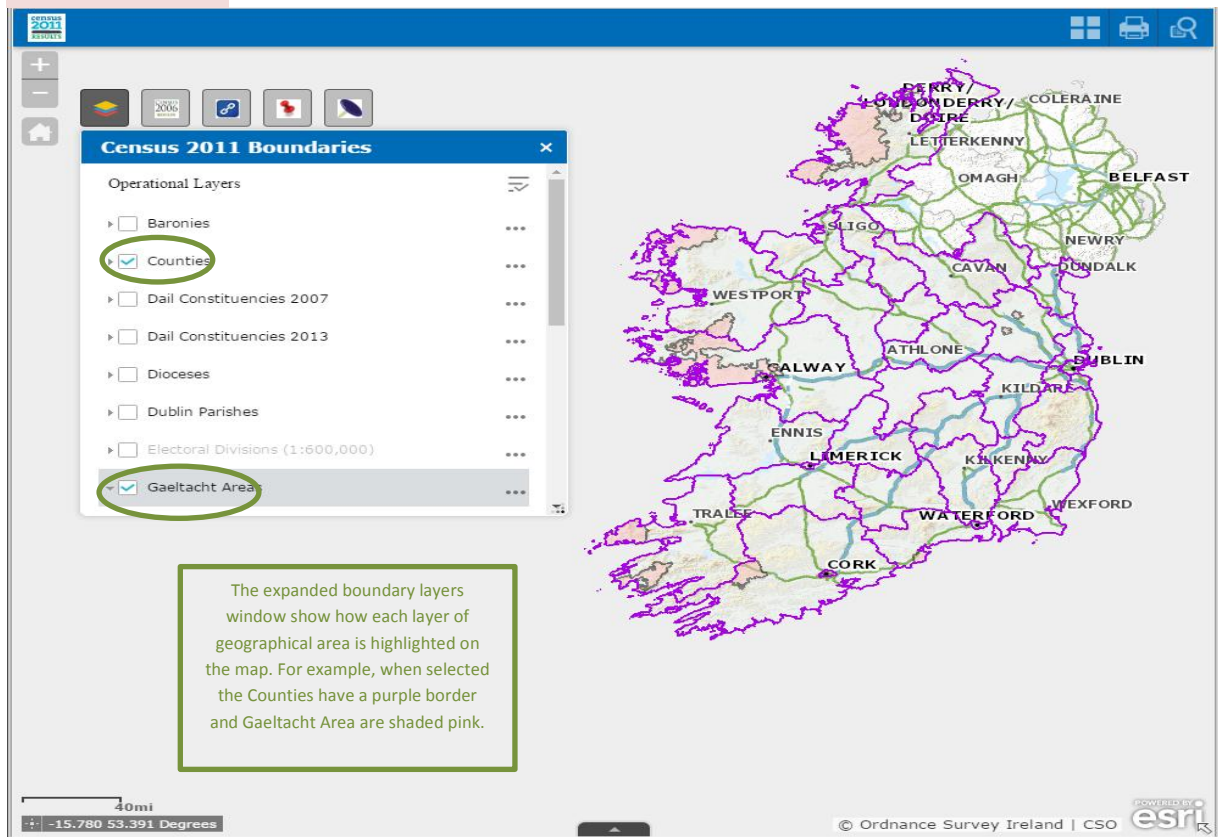 census
2011
RESULTS
2006
Census 2011 Boundaries
Operational Layers
Baronies
Counties
Dail Constituencies 2007
Dail Constituencies 2013
Dioceses
Dublin Parishes
Electoral Divisions (1:600,000)
Gaeltacht Areas
The expanded boundary layers
window show how each layer of
geographical area is highlighted on
the map. For example, when selected
the Counties have a purple border
and Gaeltacht Area are shaded pink.
DERRY/
LONDONDERRY/
DOIRE
COLERAINE
LETTERKENNY
OMAGH
BELFAST
SLIGO
NEWRY
CAVAN
DUNDALK
WESTPORT
ATHLONE
GALWAY
DUBLIN
KILDARE
ENNIS
LIMERICK
KILKENNY
TRALEE
WATERFORD
WEXFORD
CORK
40mi
-15.780 53.391 Degrees
© Ordnance Survey Ireland | CSO
POWERED BY
esri